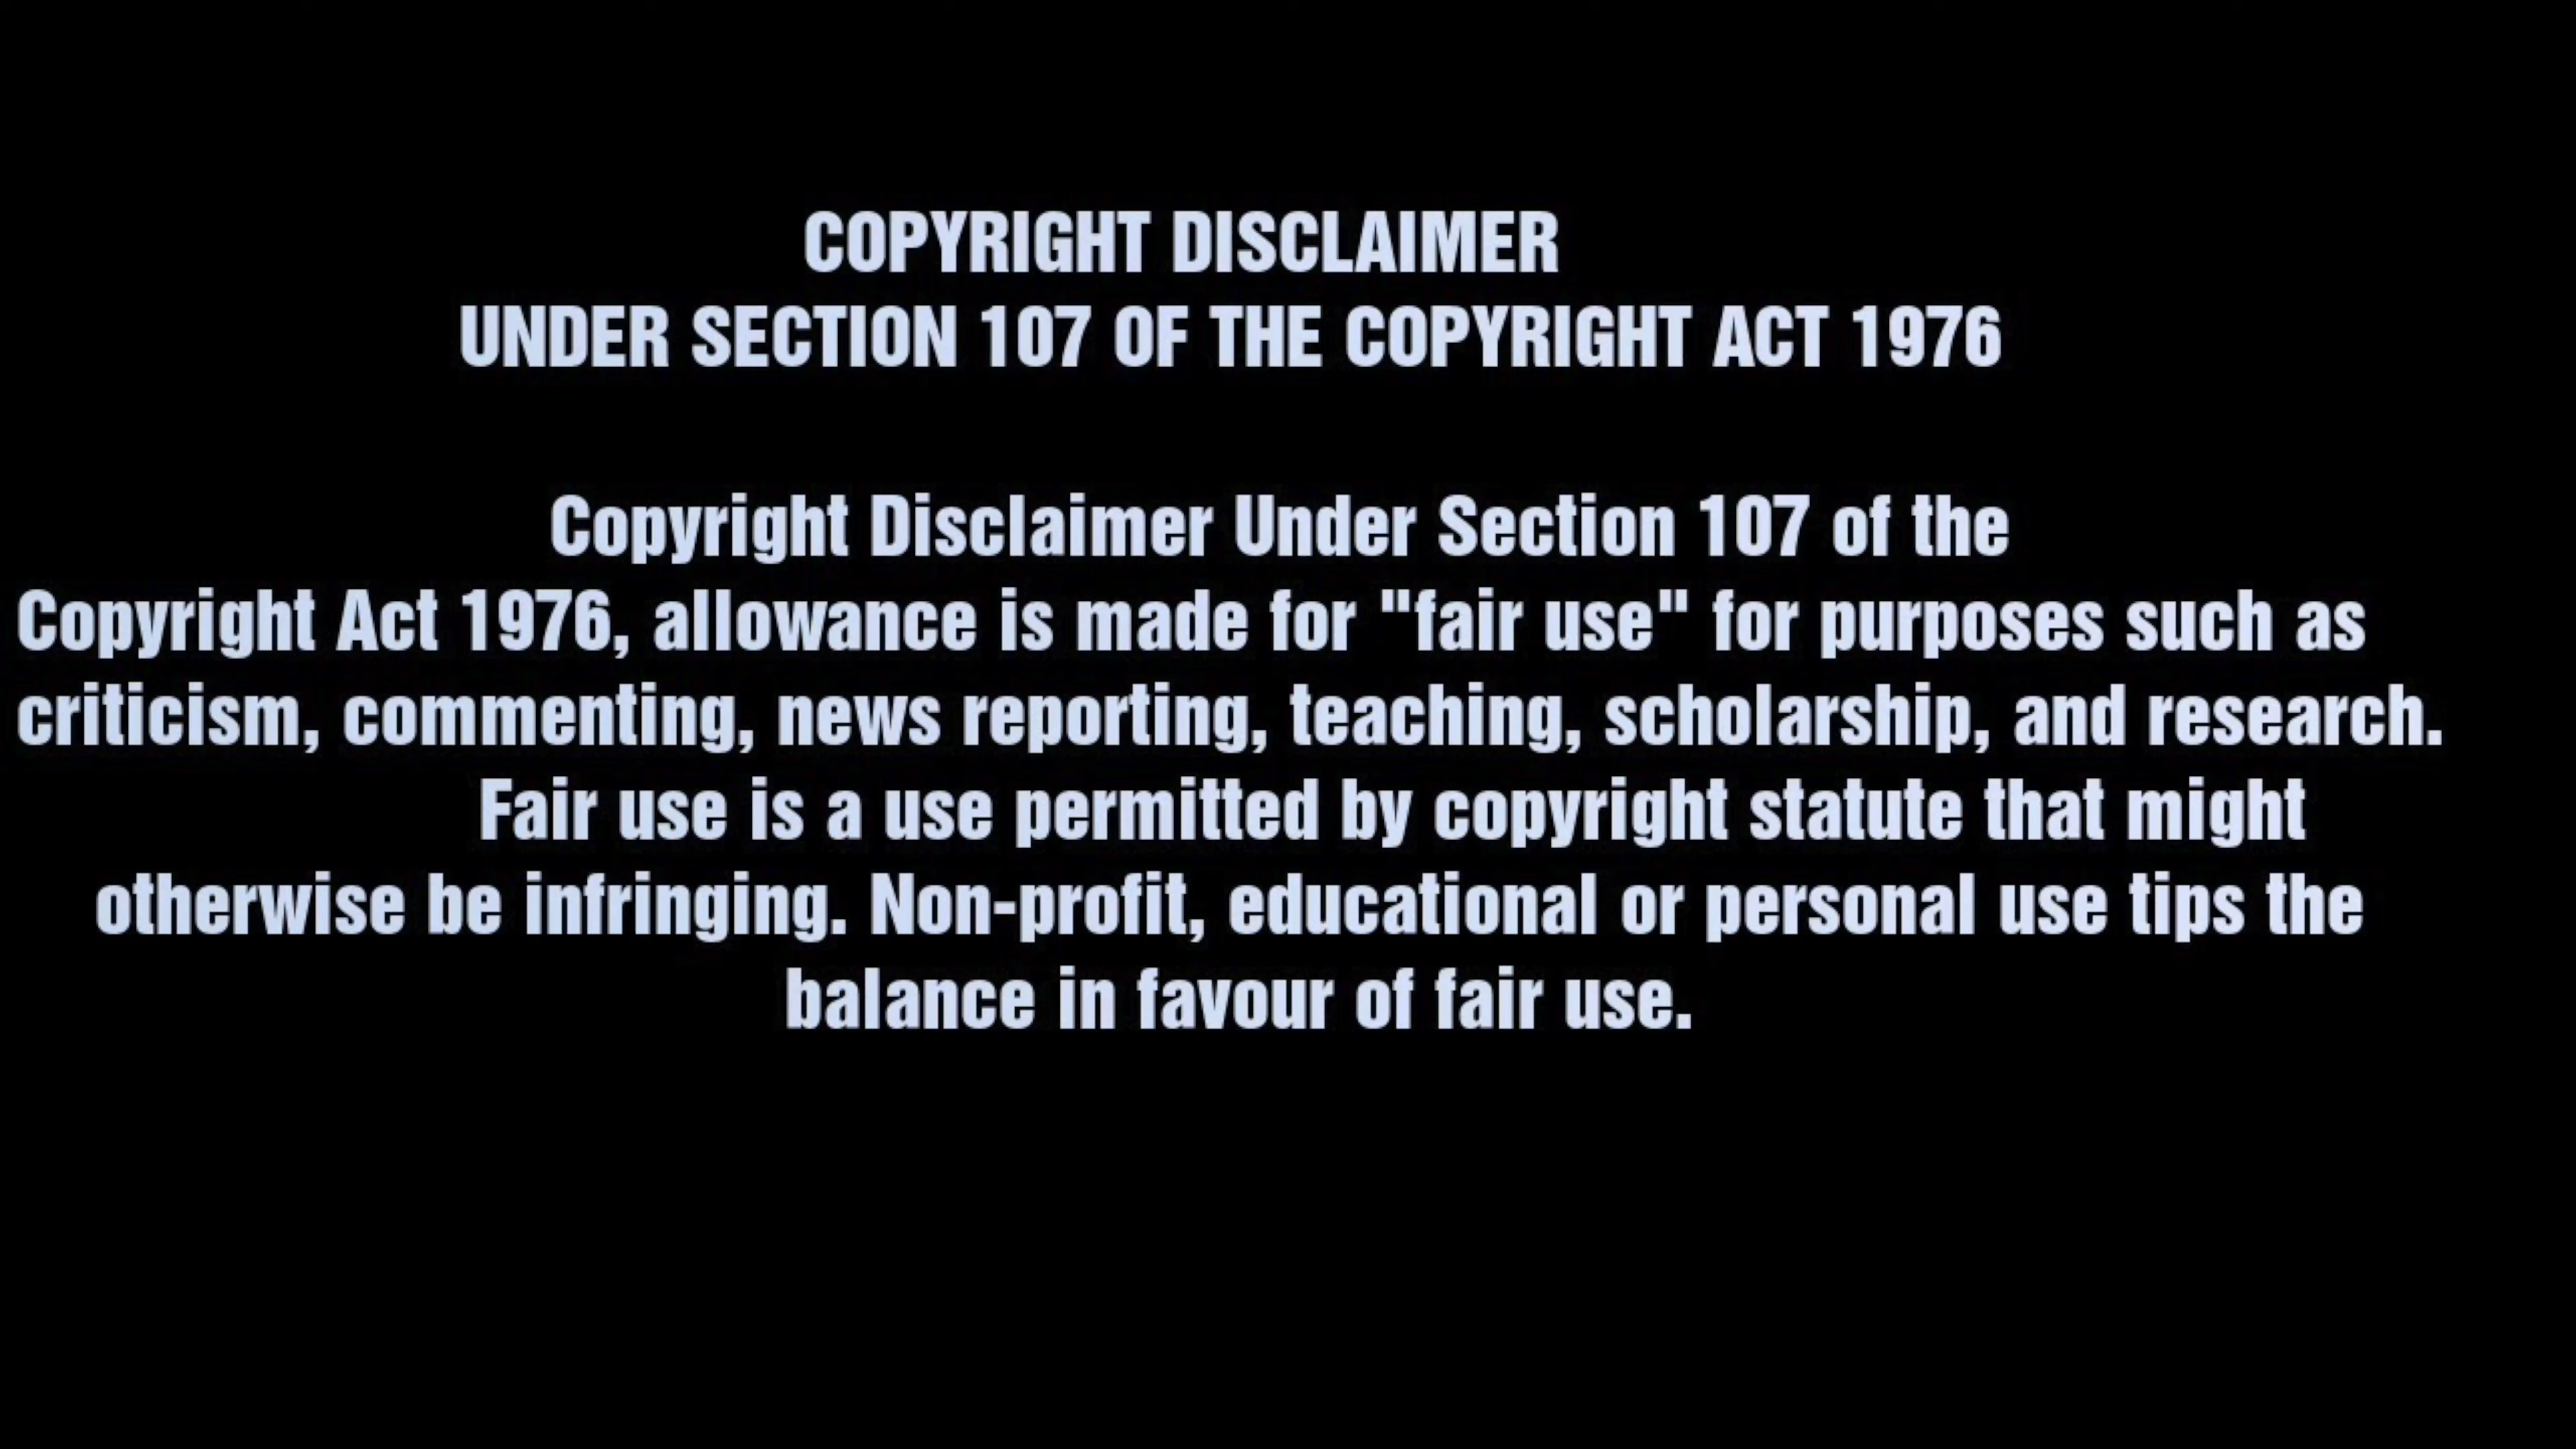 COPYRIGHT DISCLAIMER
UNDER SECTION 107 OF THE COPYRIGHT ACT 1976
Copyright Disclaimer Under Section 107 of the
Copyright Act 1976, allowance is made for "fair use" for purposes such as
criticism, commenting, news reporting, teaching, scholarship, and research.
Fair use is a use permitted by copyright statute that might
otherwise be infringing. Non-profit, educational or personal use tips the
balance in favour of fair use.